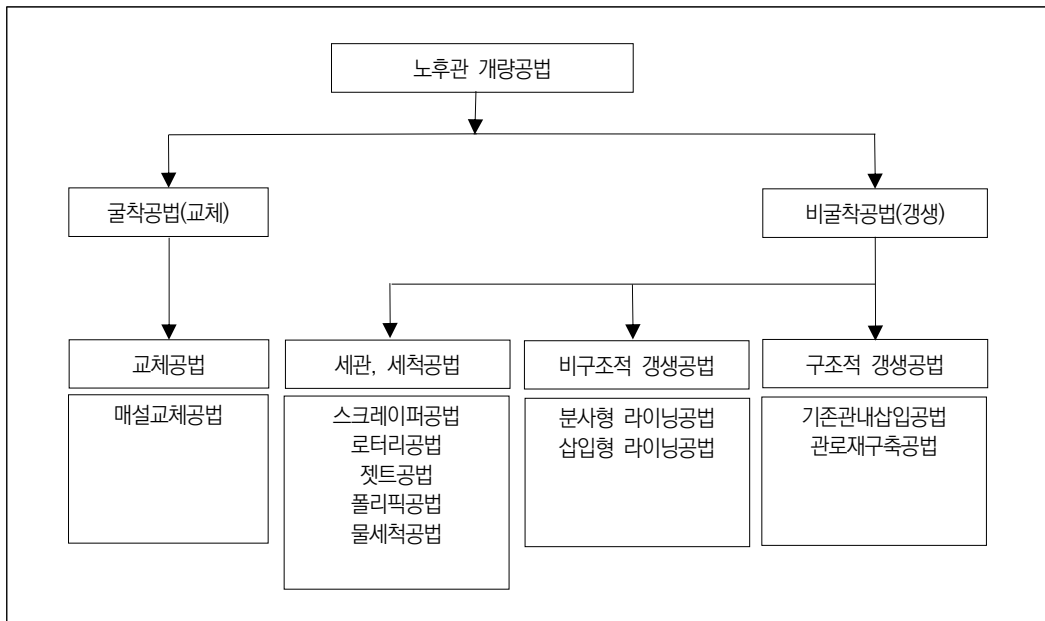 노후관 개량공법
굴착공법(교체)
비굴착공법(갱생)
교체공법
매설교체공법
세관, 세척공법
스크레이퍼공법
로터리공법
젯트공법
폴리픽공법
물세척공법
비구조적 갱생공법
분사형 라이닝공법
삽입형 라이닝공법
구조적 갱생공법
기존관내삽입공법
관로재구축공법